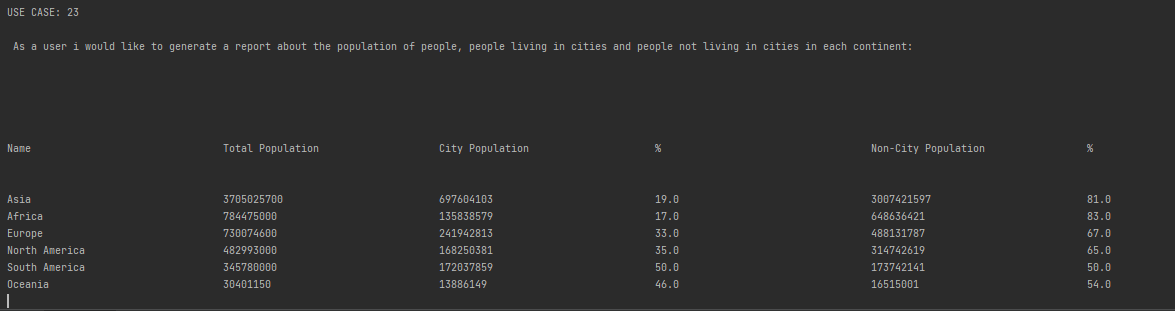 USE CASE: 23
As a user i would like to generate a report about the population of people, people living in cities and people not living in cities in each continent:
Name Total Population City Population % Non-City Population %
Asia 3705025700 697604103 19.0 3007421597 81.0
Africa 784475000 135838579 17.0 648636421 83.0
Europe 730074600 241942813 33.0 488131787 67.0
North America 482993000 168250381 35.0 314742619 65.0
South America 345780000 172037859 50.0 173742141 50.0
Oceania 30401150 13886149 46.0 16515001 54.0